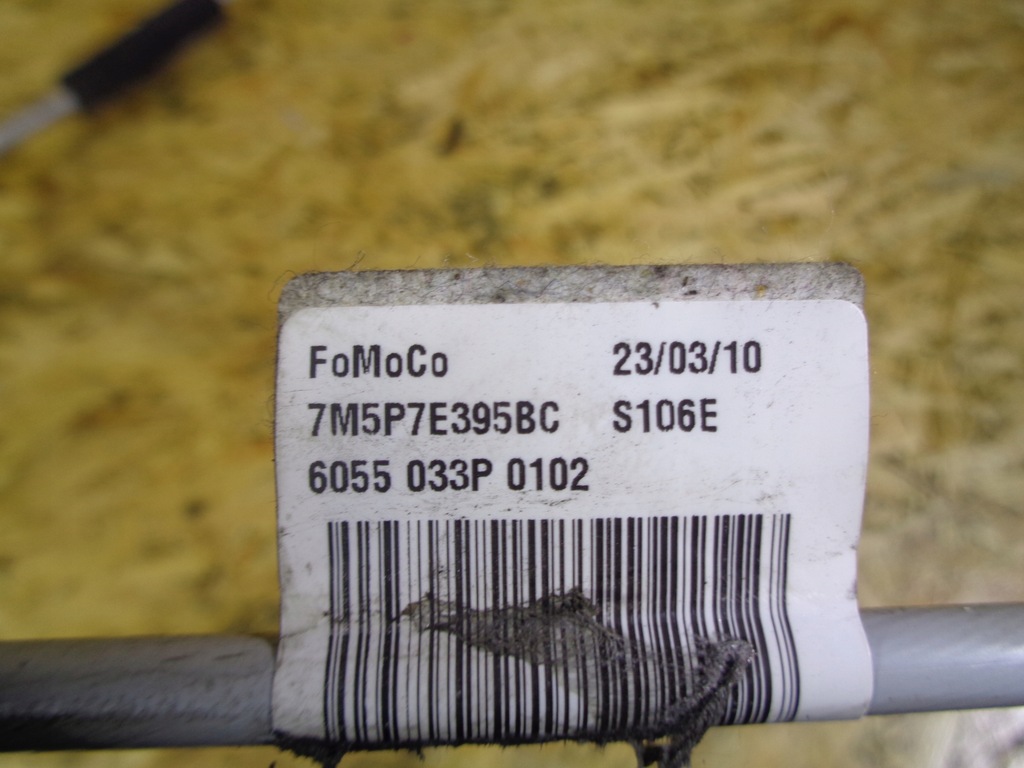 FoMoCo 23/03/10
7M5P7E395BC S106E
6055 033P 0102